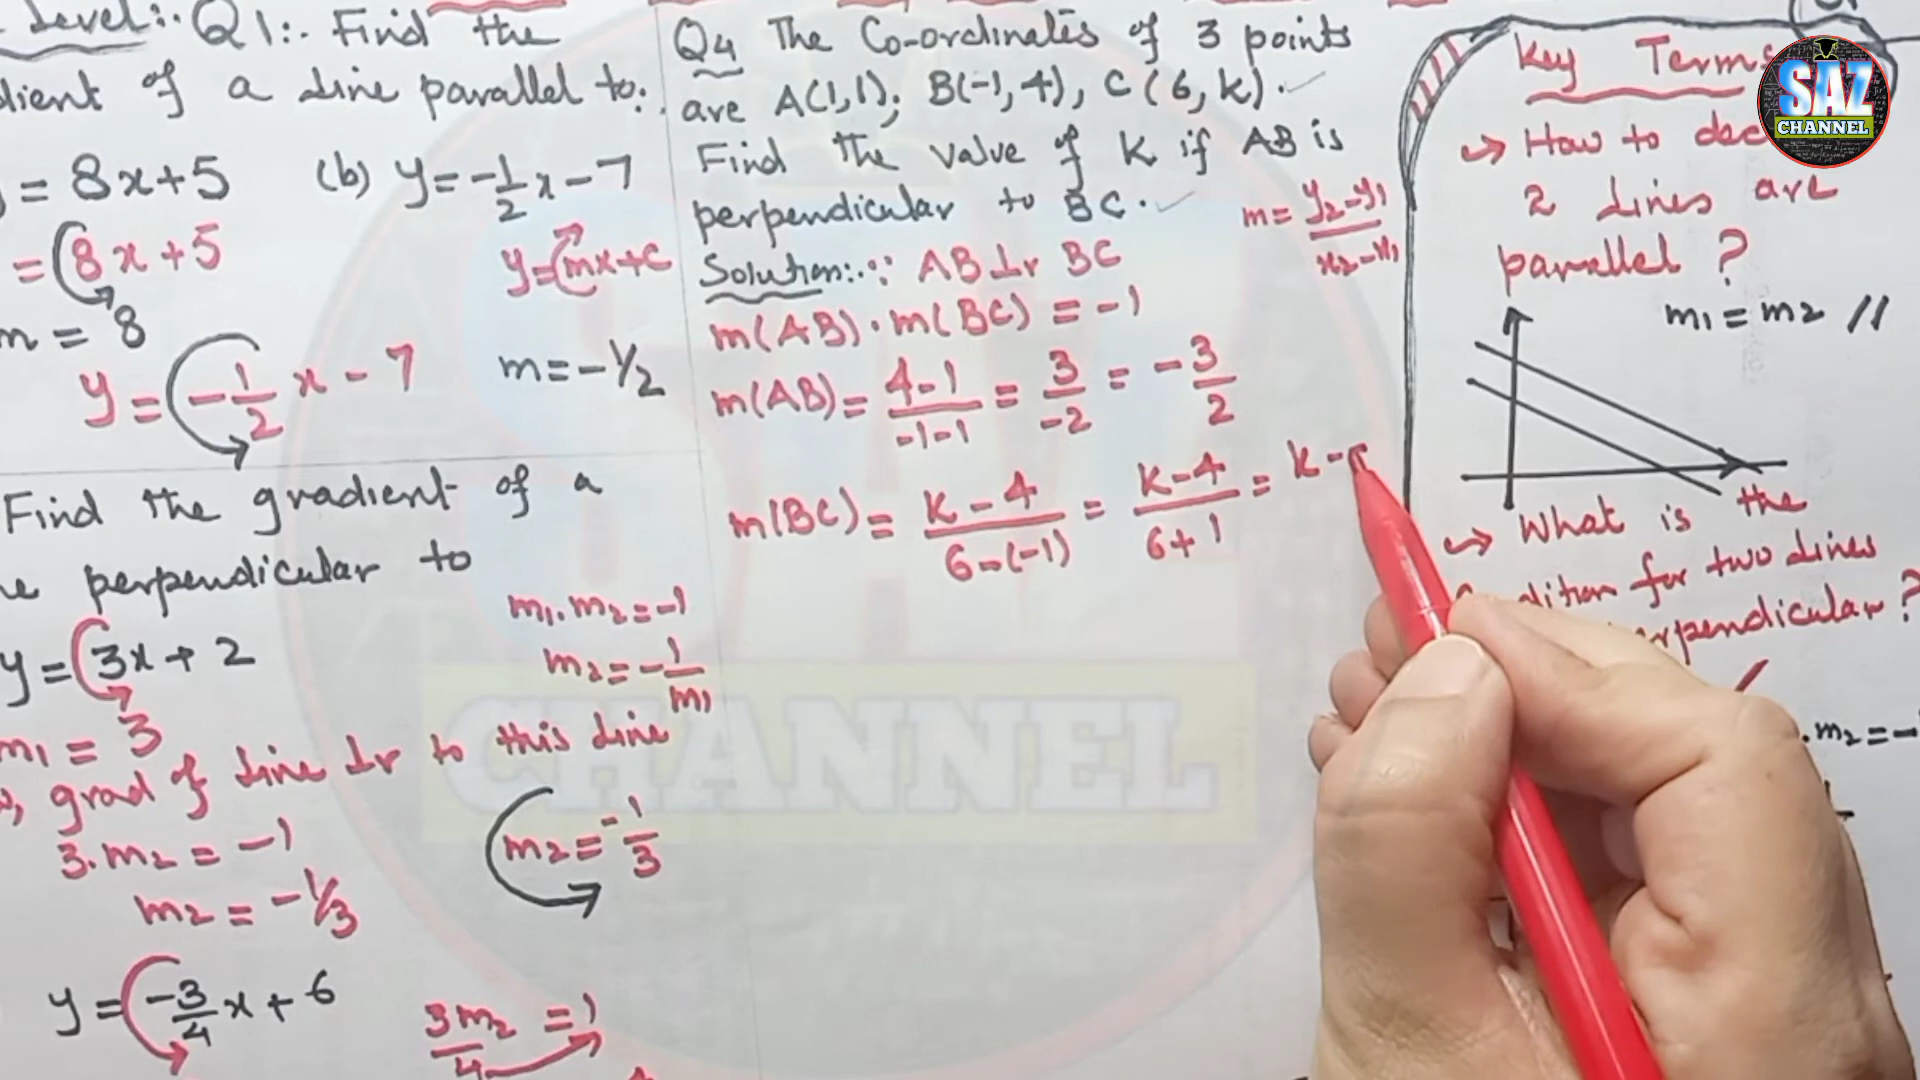 Level:. Q1:. Find the
dient of a line parallel to:.
= 8x+5 (b) y=-1/2 x-7
= 8x+5
y=mx+c
m = 8
y= -1/2 x - 7
m=-1/2
Find the gradient of a
perpendicular to
y= 3x+2
m1 = 3
m1.m2=-1
m2=-1/m1
grad of line ⊥r to this line
3.m2 = -1
m2 = -1/3
m2=-1/3
y= -3/4 x+6
3m2/4 =1
Q4 The Co-ordinates of 3 points
are A(1,1); B(-1,4), C(6,k).
Find the value of K if AB is
perpendicular to BC.
m= y2-y1/x2-x1
Solution:. ∵ AB⊥r BC
m(AB).m(BC) = -1
m(AB)= 4-1/-1-1 = 3/-2 = -3/2
m(BC)= k-4/6-(-1) = k-4/6+1 = k-
Key Terms
How to dec
2 lines are
parallel ?
m1=m2 //
What is the
dition for two lines
rpendicular ?
.m2=-
SAZ
CHANNEL
CHANNEL